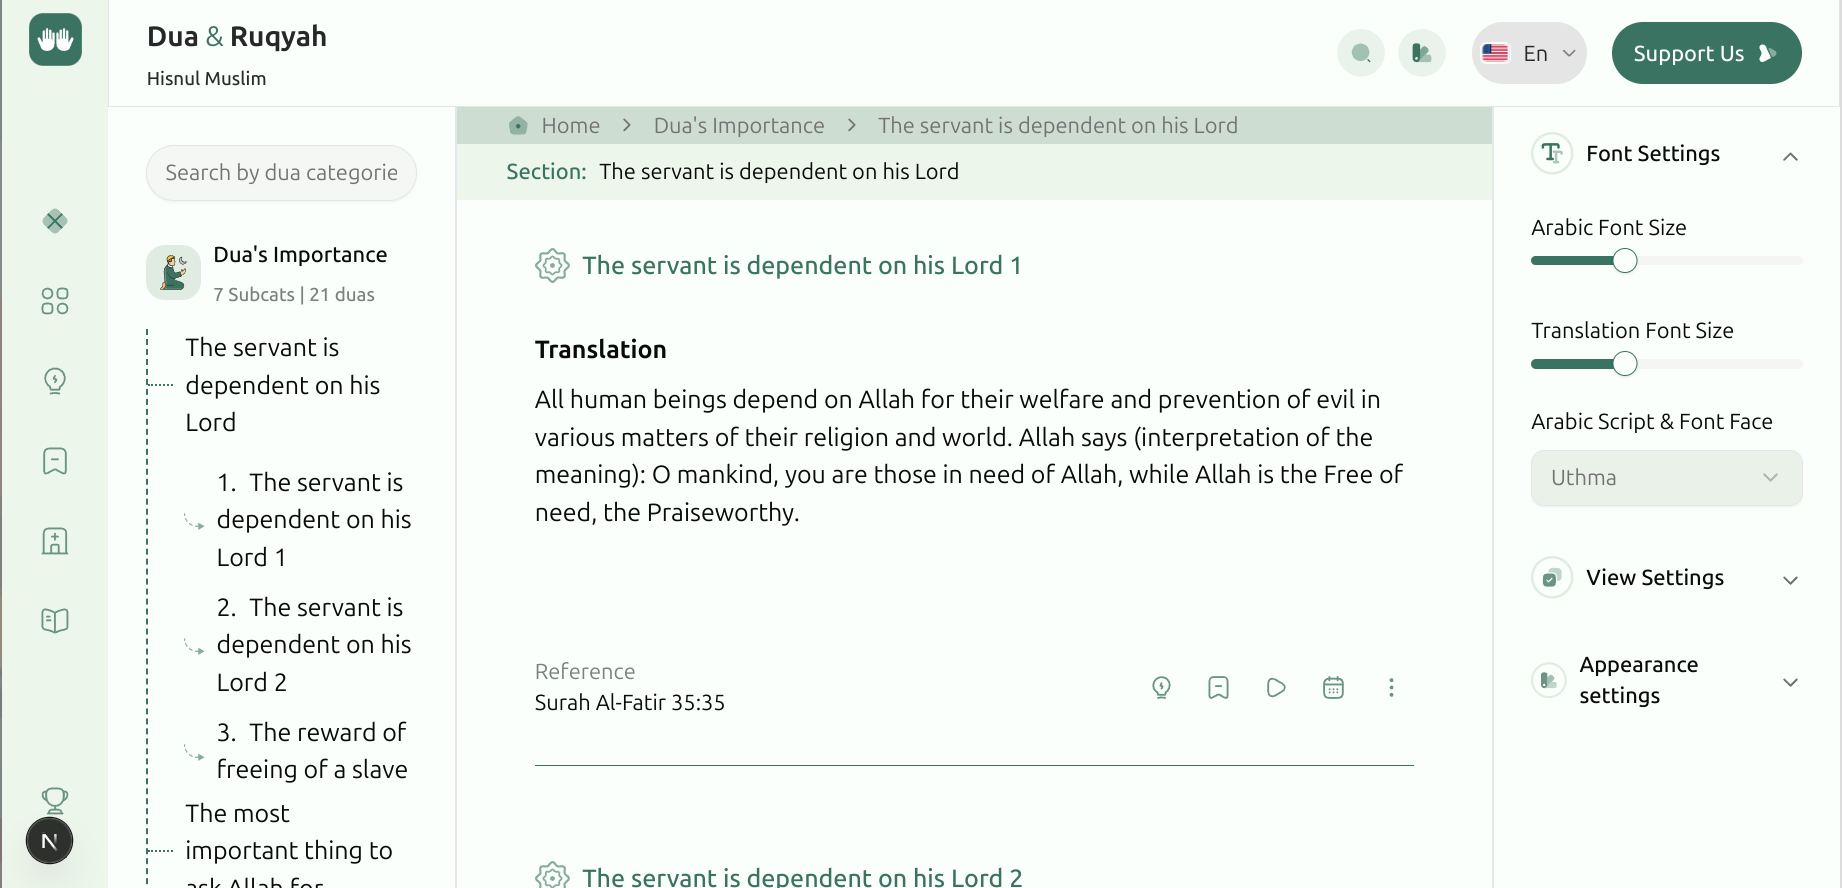 Dua & Ruqyah
Hisnul Muslim
En
Support Us
Search by dua categorie
Dua's Importance
7 Subcats | 21 duas
The servant is
dependent on his
Lord
1. The servant is
dependent on his
Lord 1
2. The servant is
dependent on his
Lord 2
3. The reward of
freeing of a slave
The most
important thing to
ask Allah for
N
Home > Dua's Importance > The servant is dependent on his Lord
Section: The servant is dependent on his Lord
The servant is dependent on his Lord 1
Translation
All human beings depend on Allah for their welfare and prevention of evil in
various matters of their religion and world. Allah says (interpretation of the
meaning): O mankind, you are those in need of Allah, while Allah is the Free of
need, the Praiseworthy.
Reference
Surah Al-Fatir 35:35
The servant is dependent on his Lord 2
Font Settings
Arabic Font Size
Translation Font Size
Arabic Script & Font Face
Uthma
View Settings
Appearance
settings